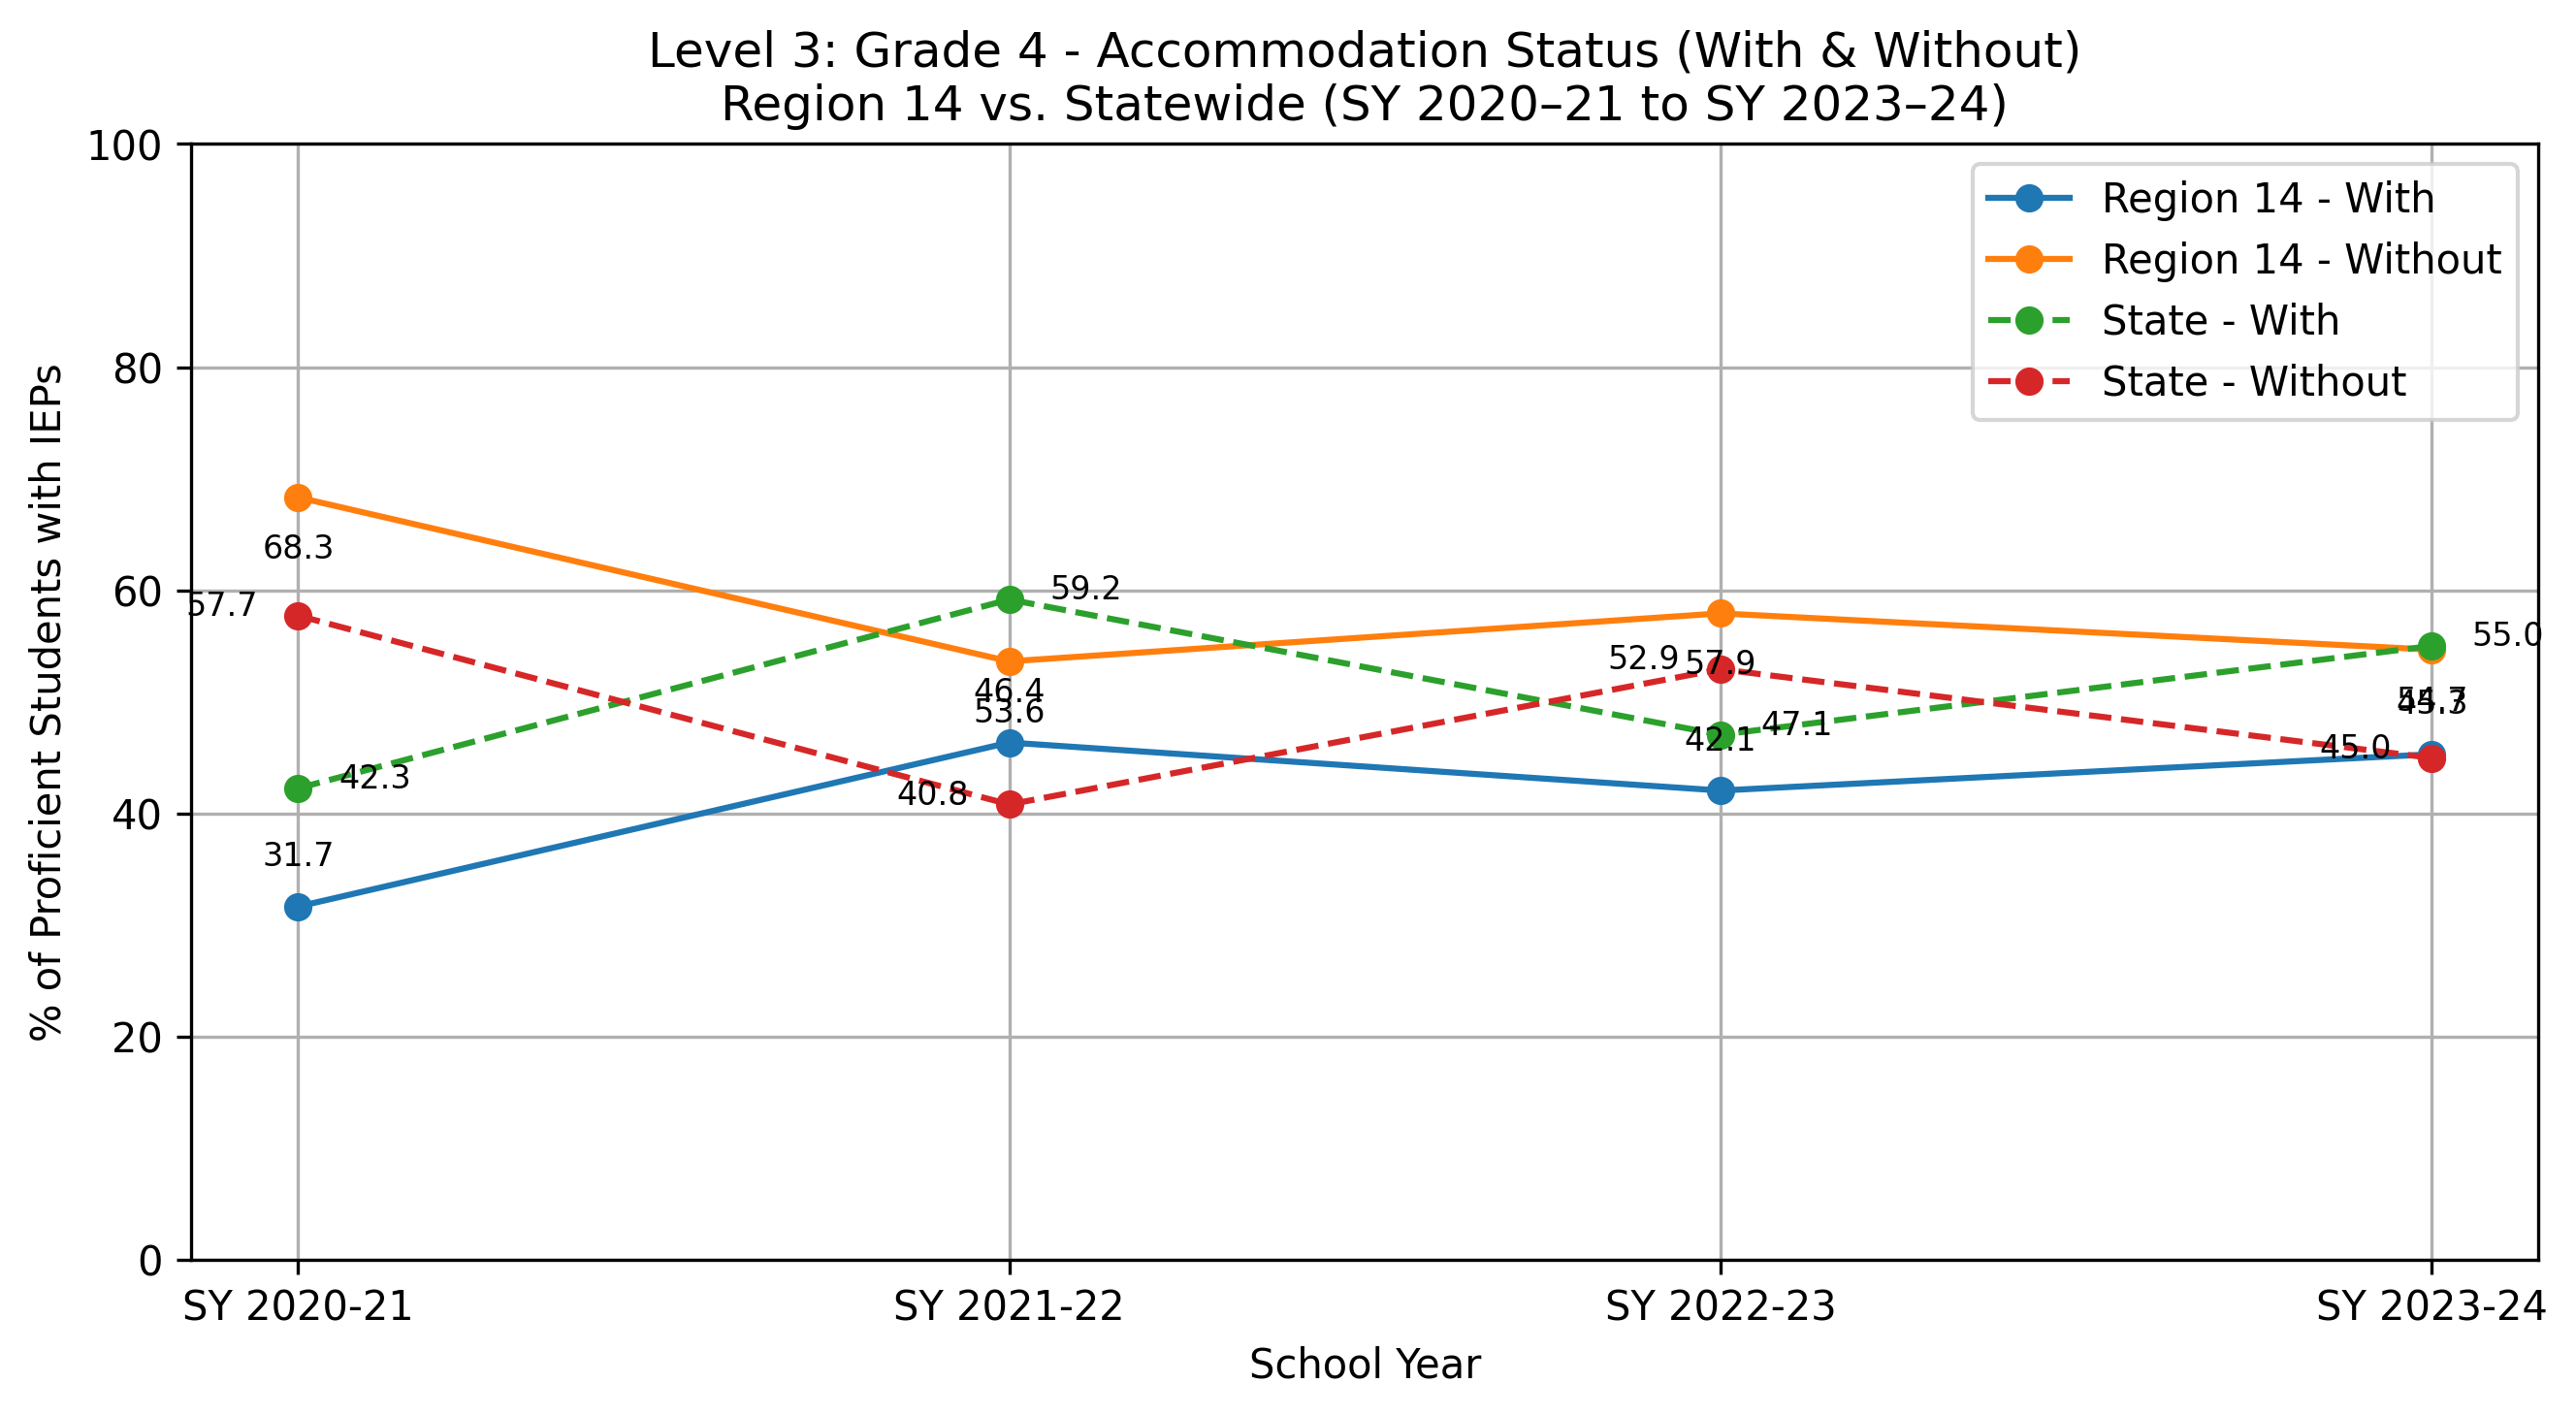 Level 3: Grade 4 - Accommodation Status (With & Without)
Region 14 vs. Statewide (SY 2020–21 to SY 2023–24)
% of Proficient Students with IEPs
100
80
60
40
20
0
Region 14 - With
Region 14 - Without
State - With
State - Without
68.3
57.7
42.3
31.7
59.2
46.4
53.6
40.8
52.9
57.9
47.1
42.1
55.0
54.7
45.3
45.0
SY 2020-21
SY 2021-22
SY 2022-23
SY 2023-24
School Year